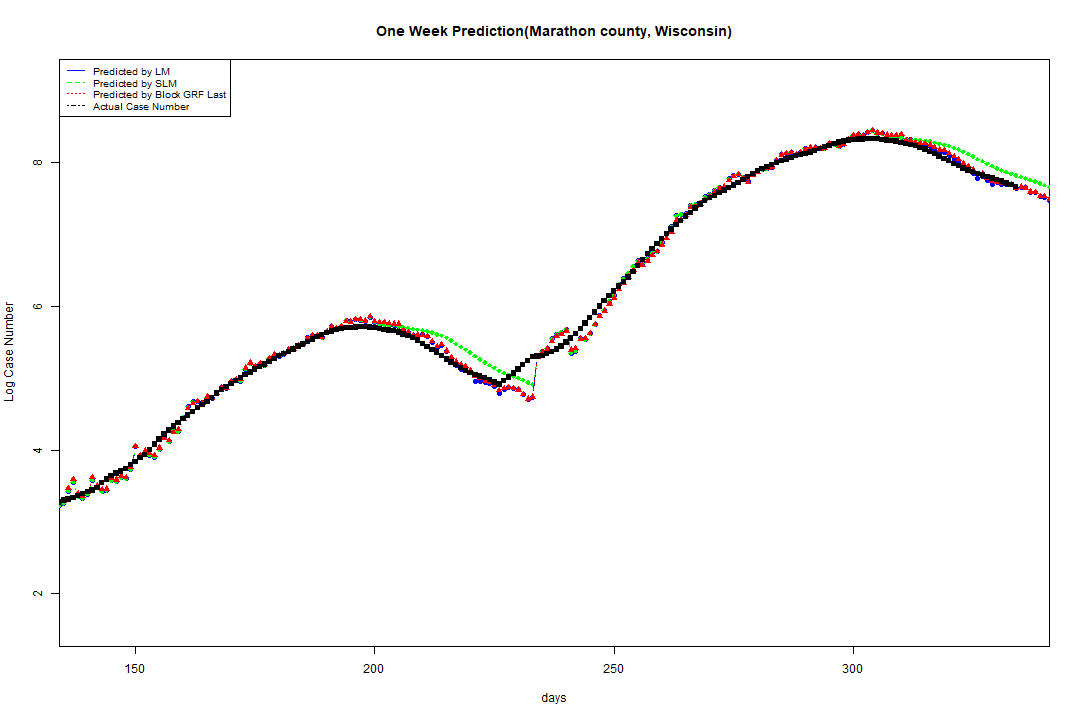 One Week Prediction(Marathon county, Wisconsin)
Predicted by LM
Predicted by SLM
Predicted by Block GRF Last
Actual Case Number
Log Case Number
8
6
4
2
150
200
250
300
days